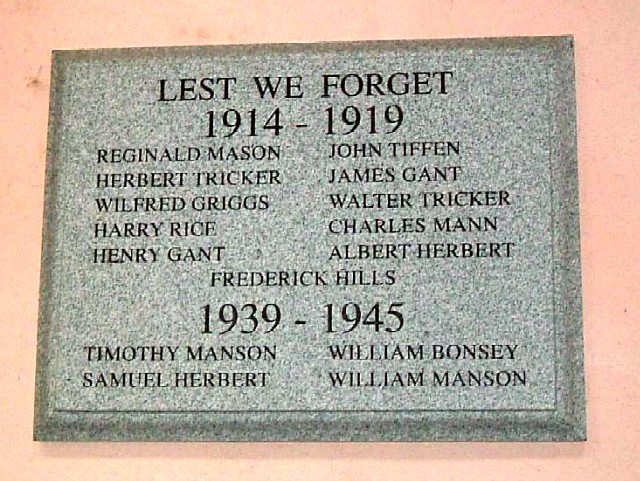 LEST WE FORGET
1914 - 1919
REGINALD MASON JOHN TIFFEN
HERBERT TRICKER JAMES GANT
WILFRED GRIGGS WALTER TRICKER
HARRY RICE CHARLES MANN
HENRY GANT ALBERT HERBERT
FREDERICK HILLS
1939 - 1945
TIMOTHY MANSON WILLIAM BONSEY
SAMUEL HERBERT WILLIAM MANSON